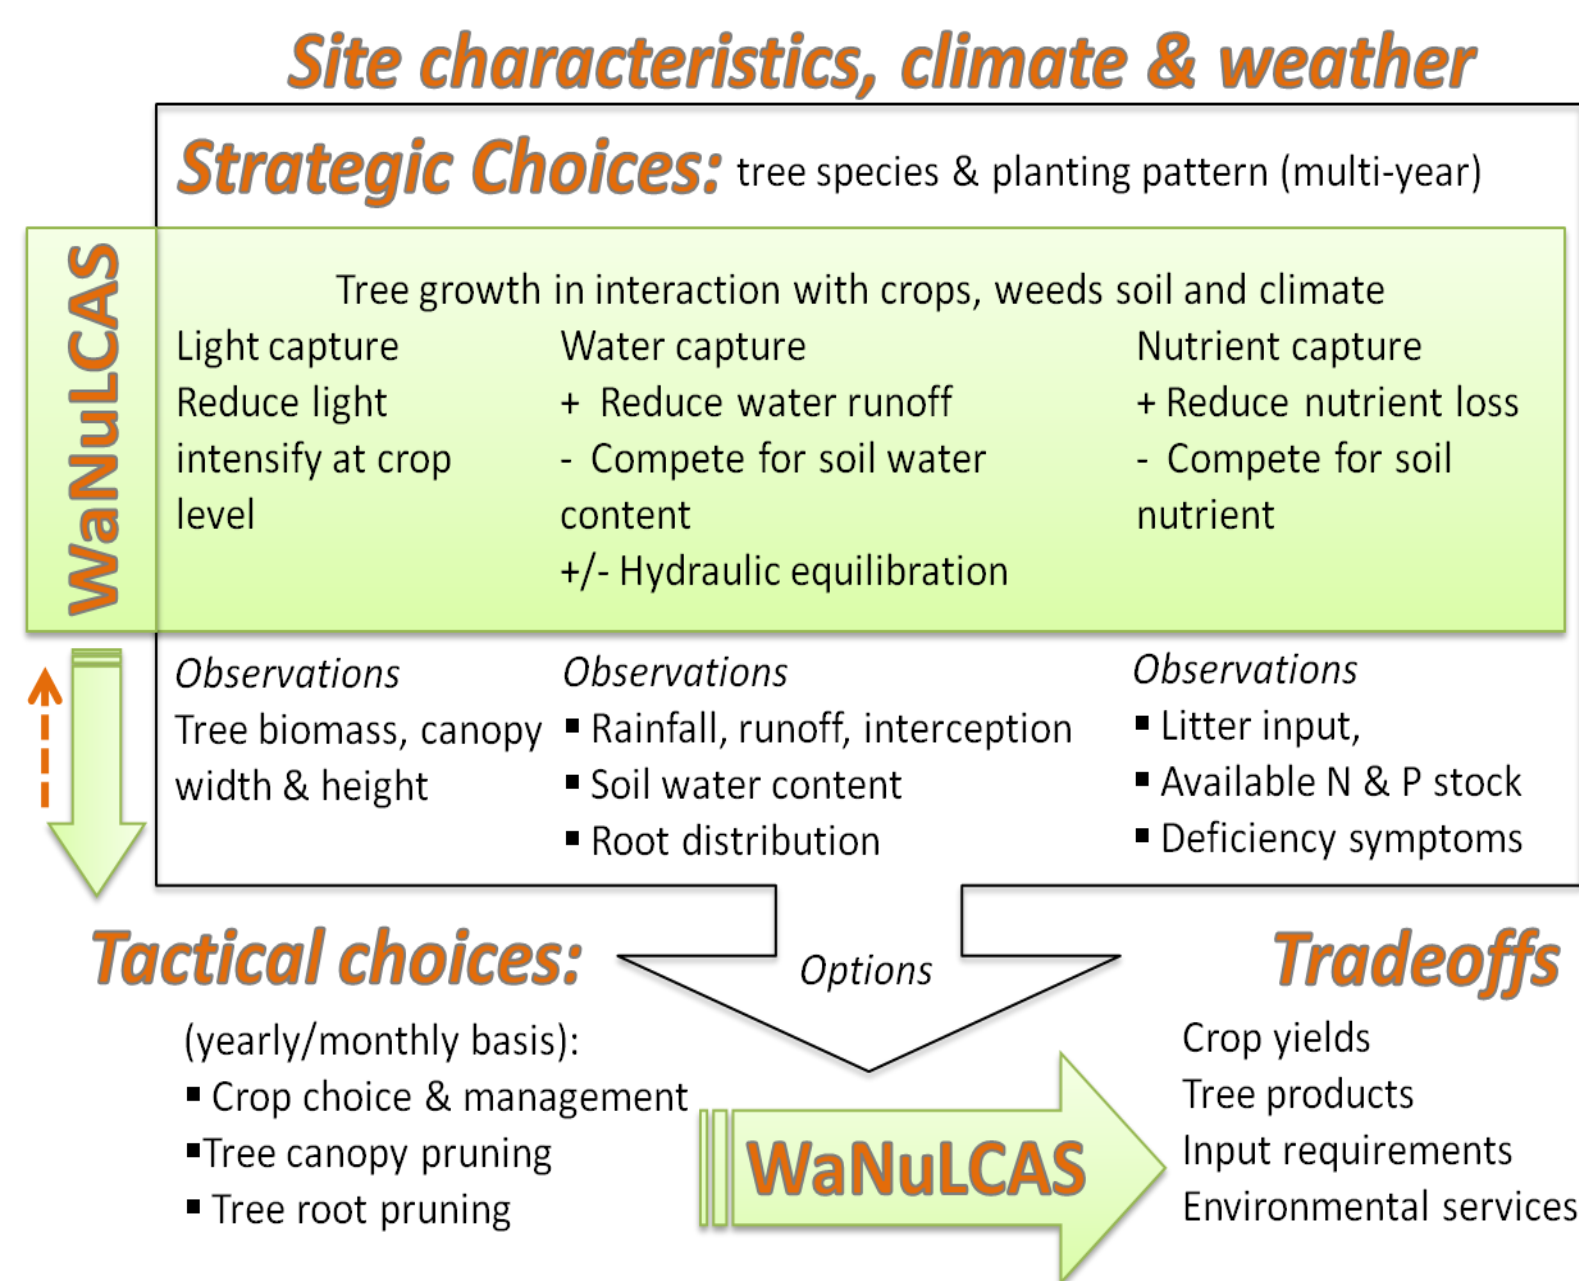 Site characteristics, climate & weather
Strategic Choices: tree species & planting pattern (multi-year)
WaNuLCAS
Tree growth in interaction with crops, weeds soil and climate
Light capture
Reduce light
intensify at crop
level
Water capture
+ Reduce water runoff
- Compete for soil water
content
+/- Hydraulic equilibration
Nutrient capture
+ Reduce nutrient loss
- Compete for soil
nutrient
Observations
Tree biomass, canopy
width & height
Observations
▪ Rainfall, runoff, interception
▪ Soil water content
▪ Root distribution
Observations
▪ Litter input,
▪ Available N & P stock
▪ Deficiency symptoms
Options
Tactical choices:
(yearly/monthly basis):
▪ Crop choice & management
▪Tree canopy pruning
▪ Tree root pruning
WaNuLCAS
Tradeoffs
Crop yields
Tree products
Input requirements
Environmental services